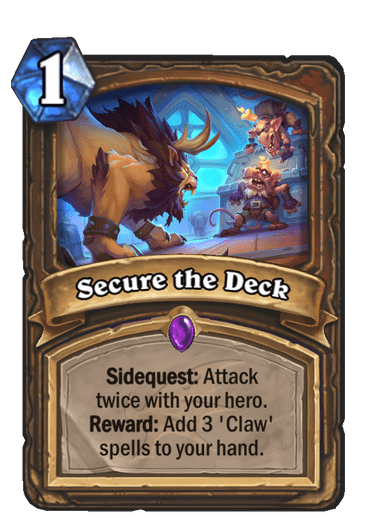 1
Secure the Deck
Sidequest: Attack
twice with your hero.
Reward: Add 3 'Claw'
spells to your hand.